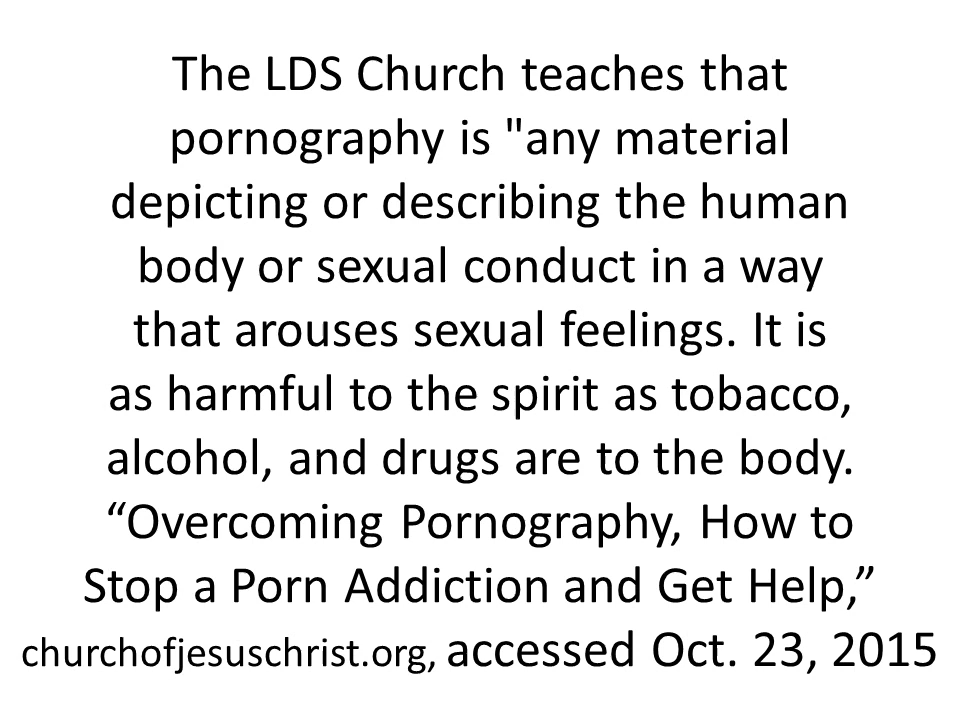 The LDS Church teaches that
pornography is "any material
depicting or describing the human
body or sexual conduct in a way
that arouses sexual feelings. It is
as harmful to the spirit as tobacco,
alcohol, and drugs are to the body.
“Overcoming Pornography, How to
Stop a Porn Addiction and Get Help,”
churchofjesuschrist.org, accessed Oct. 23, 2015